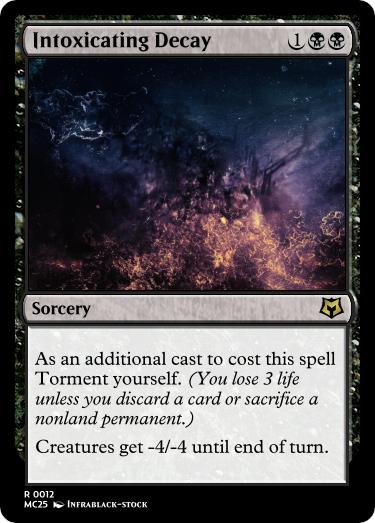 Intoxicating Decay 1
Sorcery
As an additional cast to cost this spell
Torment yourself. (You lose 3 life
unless you discard a card or sacrifice a
nonland permanent.)
Creatures get -4/-4 until end of turn.
R 0012
MC25 Infrablack-stock